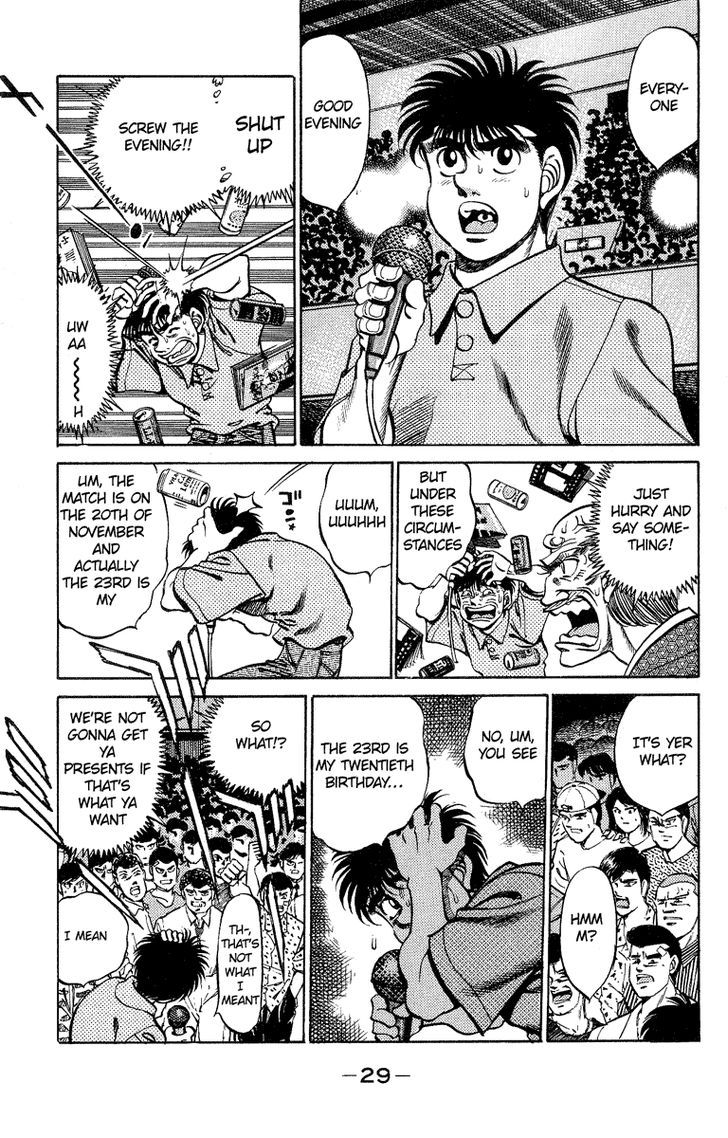 EVERY-
ONE
GOOD
EVENING
SHUT
UP
SCREW THE
EVENING!!
UW
AA
H
JUST
HURRY AND
SAY SOME-
THING!
BUT
UNDER
THESE
CIRCUM-
STANCES
UUUM,
UUUHHH
UM, THE
MATCH IS ON
THE 20TH OF
NOVEMBER
AND
ACTUALLY
THE 23RD IS
MY
IT'S YER
WHAT?
HMM
M?
NO, UM,
YOU SEE
THE 23RD IS
MY TWENTIETH
BIRTHDAY...
SO
WHAT!?
WE'RE NOT
GONNA GET
YA
PRESENTS IF
THAT'S
WHAT YA
WANT
TH-,
THAT'S
NOT
WHAT I
MEANT
I MEAN
-29-